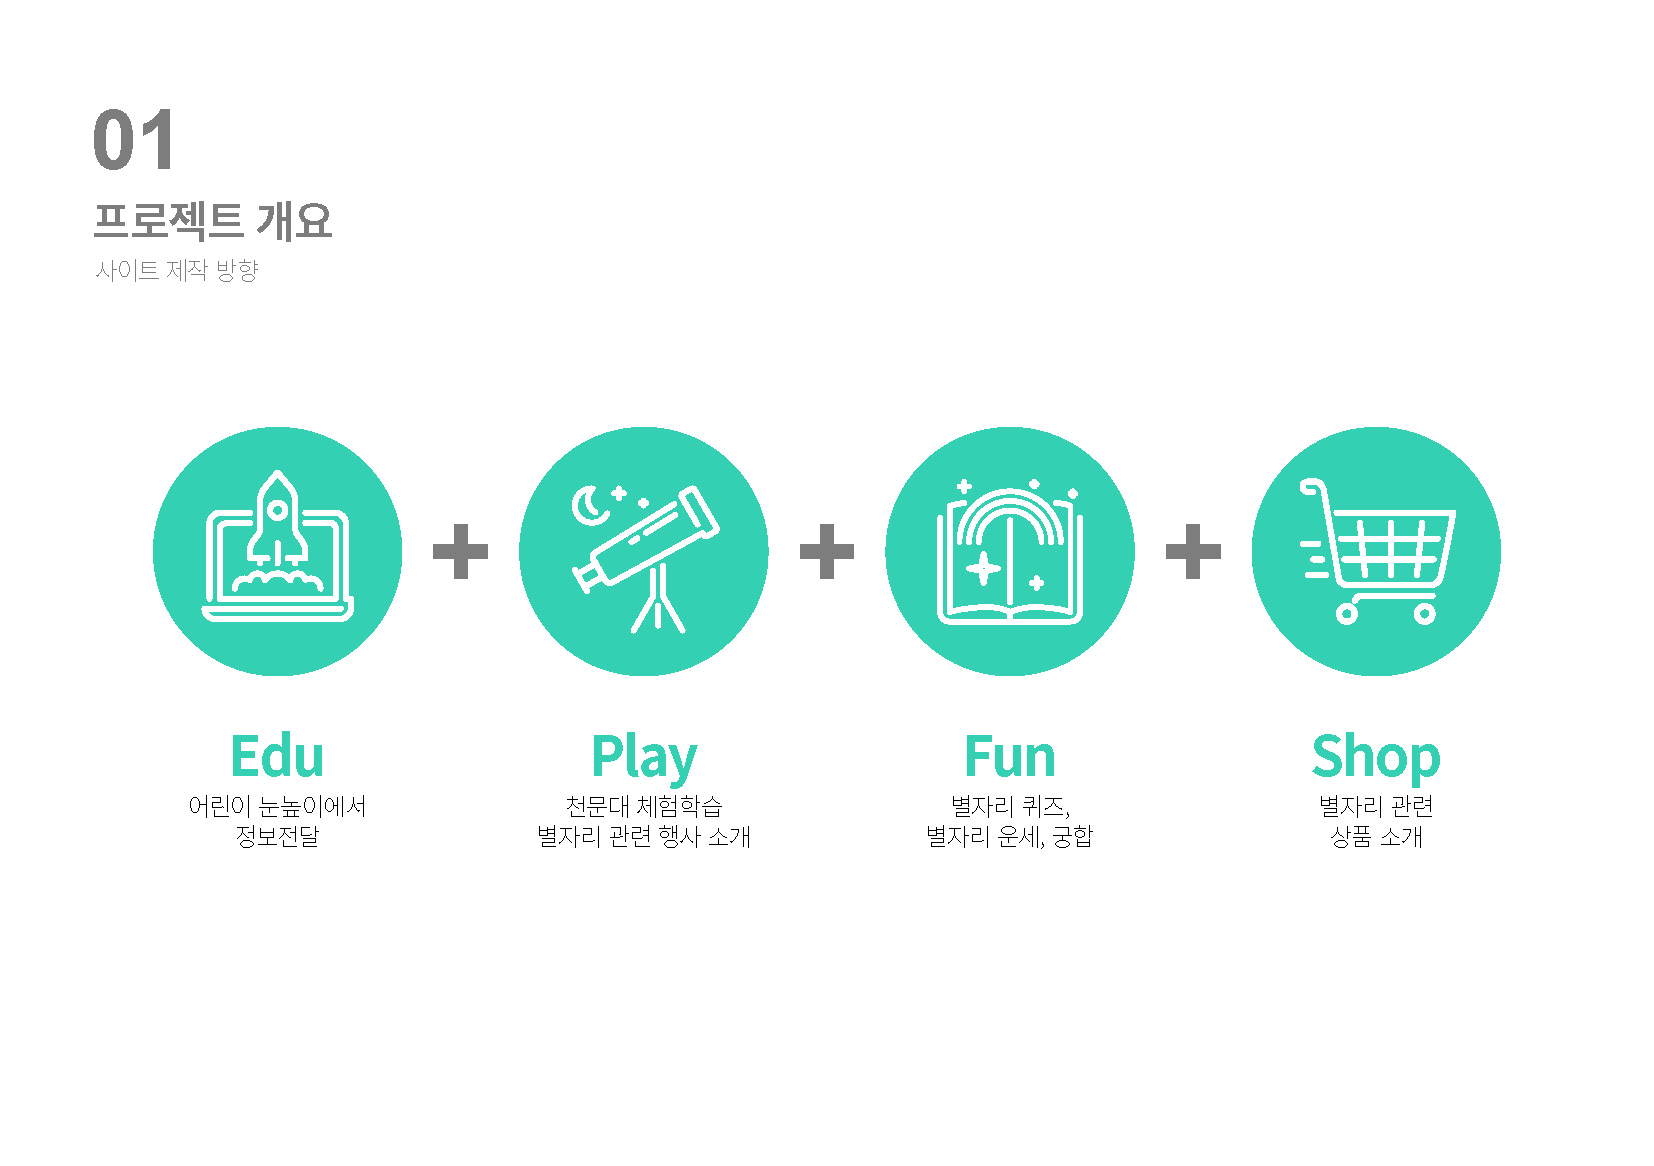 01
프로젝트 개요
사이트 제작 방향
Edu
어린이 눈높이에서
정보전달
Play
천문대 체험학습
별자리 관련 행사 소개
Fun
별자리 퀴즈,
별자리 운세, 궁합
Shop
별자리 관련
상품 소개